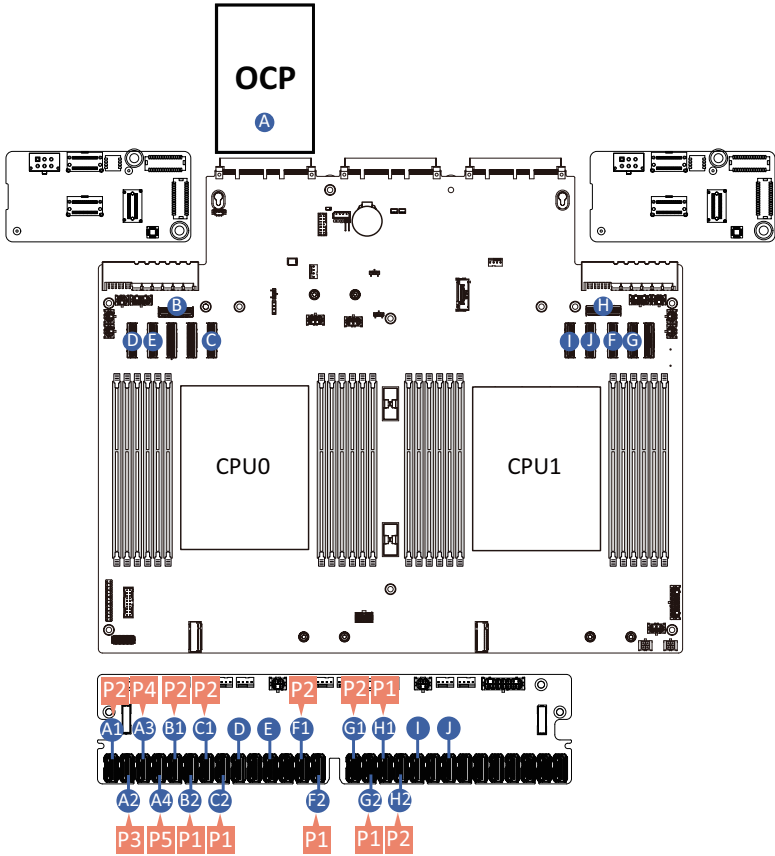 OCP
A
B
H
D E C
I J F G
CPU0
CPU1
P2 P4 P2 P2 P2 P2 P1
A1 A3 B1 C1 D E F1 G1 H1 I J
A2 A4 B2 C2 F2 G2 H2
P3 P5 P1 P1 P1 P1 P2